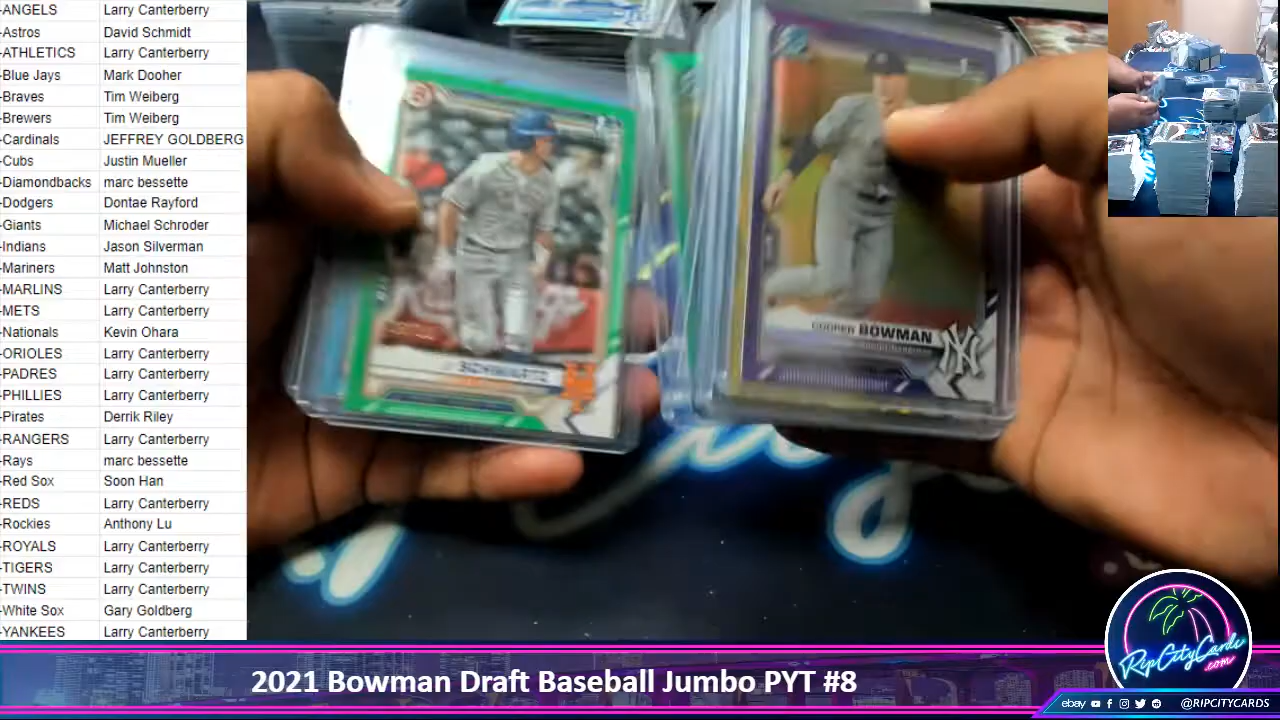 -ANGELS Larry Canterberry
-Astros David Schmidt
-ATHLETICS Larry Canterberry
-Blue Jays Mark Dooher
-Braves Tim Weiberg
-Brewers Tim Weiberg
-Cardinals JEFFREY GOLDBERG
-Cubs Justin Mueller
-Diamondbacks marc bessette
-Dodgers Dontae Rayford
-Giants Michael Schroder
-Indians Jason Silverman
-Mariners Matt Johnston
-MARLINS Larry Canterberry
-METS Larry Canterberry
-Nationals Kevin Ohara
-ORIOLES Larry Canterberry
-PADRES Larry Canterberry
-PHILLIES Larry Canterberry
-Pirates Derrik Riley
-RANGERS Larry Canterberry
-Rays marc bessette
-Red Sox Soon Han
-REDS Larry Canterberry
-Rockies Anthony Lu
-ROYALS Larry Canterberry
-TIGERS Larry Canterberry
-TWINS Larry Canterberry
-White Sox Gary Goldberg
-YANKEES Larry Canterberry
SCHWARTZ
COOPER BOWMAN
NY
2021 Bowman Draft Baseball Jumbo PYT #8
RipCityCards
.com
ebay @RIPCITYCARDS